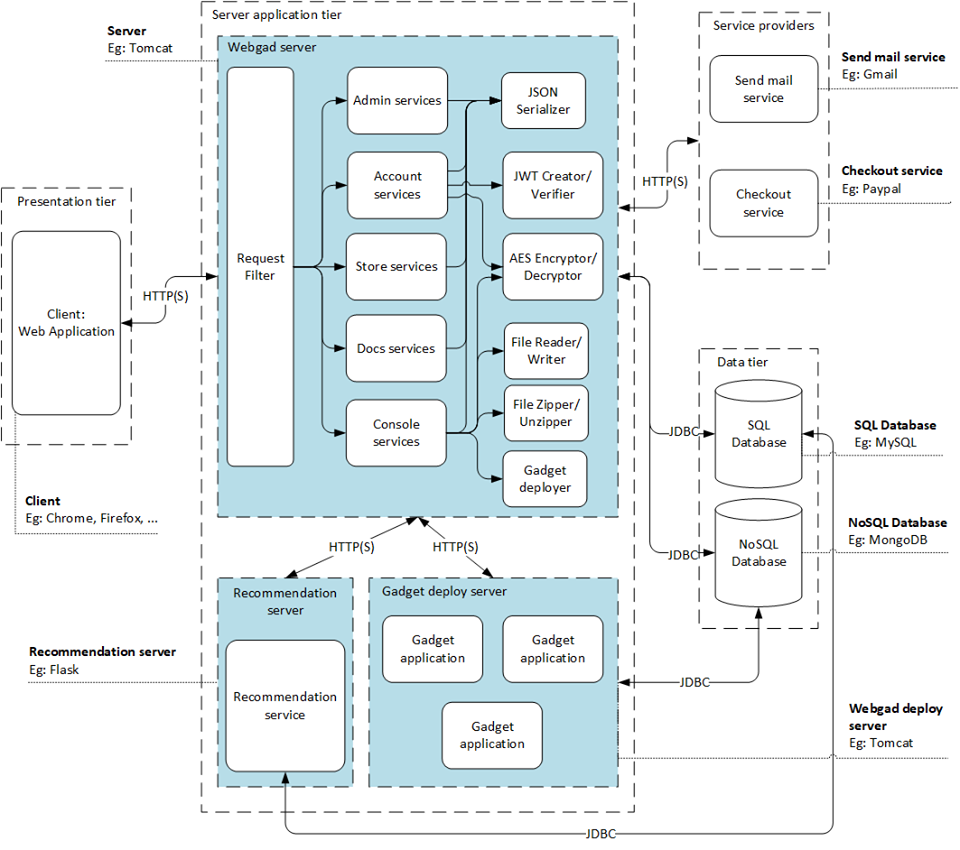 Server application tier
Server
Eg: Tomcat
Webgad server
Request
Filter
Admin services
Account
services
Store services
Docs services
Console
services
JSON
Serializer
JWT Creator/
Verifier
AES Encryptor/
Decryptor
File Reader/
Writer
File Zipper/
Unzipper
Gadget
deployer
Service providers
Send mail
service
Checkout
service
Send mail service
Eg: Gmail
Checkout service
Eg: Paypal
HTTP(S)
Presentation tier
Client:
Web Application
HTTP(S)
Client
Eg: Chrome, Firefox, ...
Data tier
SQL
Database
NoSQL
Database
JDBC
JDBC
SQL Database
Eg: MySQL
NoSQL Database
Eg: MongoDB
HTTP(S)
HTTP(S)
Recommendation
server
Recommendation
service
Recommendation server
Eg: Flask
Gadget deploy server
Gadget
application
Gadget
application
Gadget
application
JDBC
Webgad deploy
server
Eg: Tomcat
JDBC